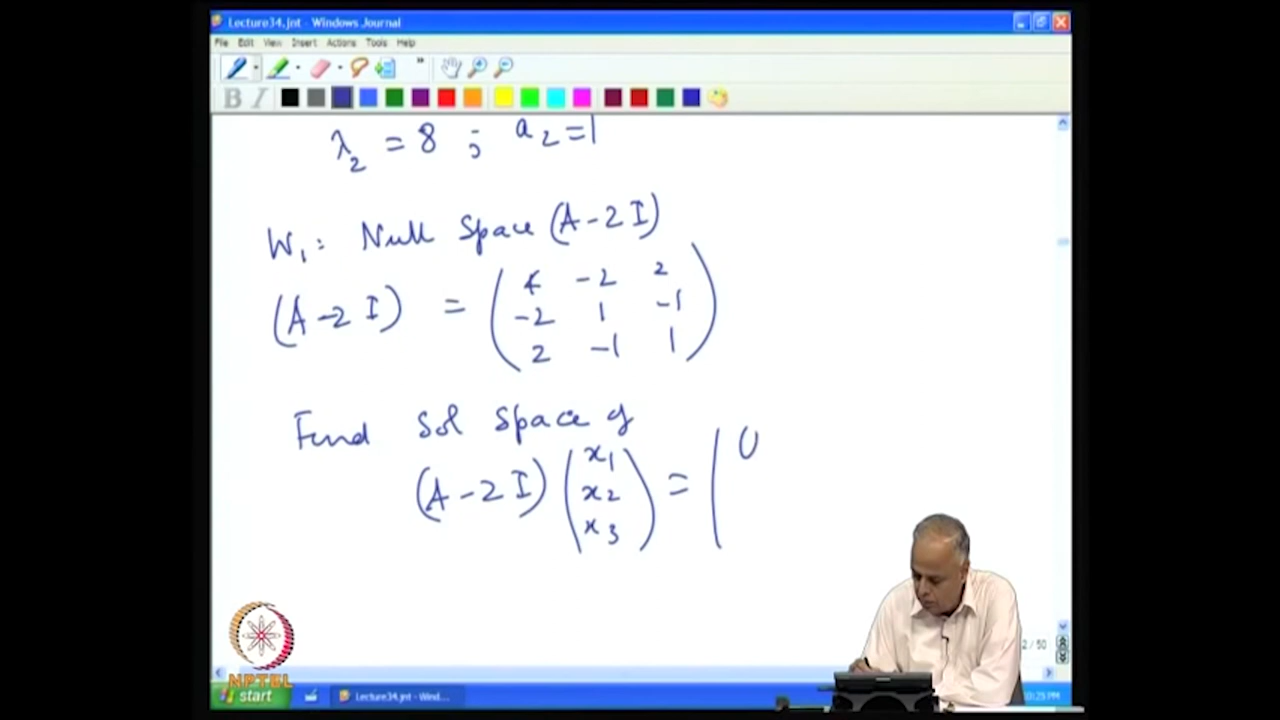 Lecture34.jnt - Windows Journal
File Edit View Insert Actions Tools Help
B I
λ₂ = 8 ; a₂ = 1
W₁ = Null Space (A - 2I)
(A - 2I) = ( 4 -2 2
-2 1 -1
2 -1 1 )
Find Sol Space of
(A - 2I) ( x₁
x₂
x₃ ) = ( 0
NPTEL
start Lecture34.jnt - Wind...